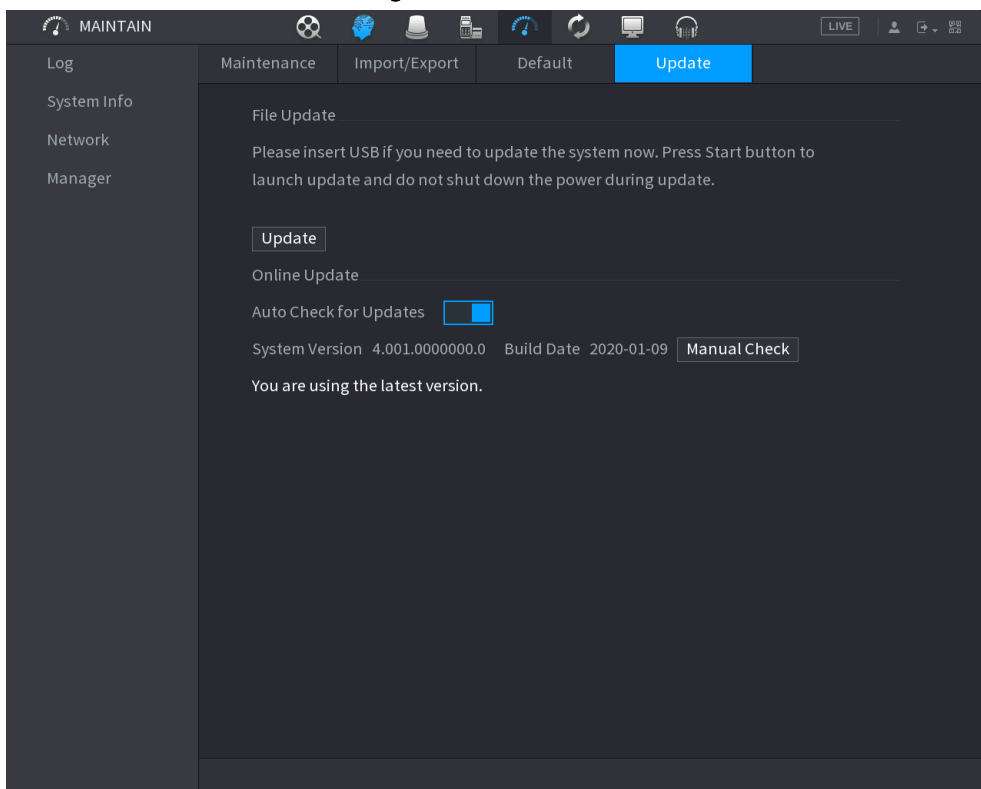 MAINTAIN
LIVE
Log
System Info
Network
Manager
Maintenance
Import/Export
Default
Update
File Update
Please insert USB if you need to update the system now. Press Start button to
launch update and do not shut down the power during update.
Update
Online Update
Auto Check for Updates
System Version 4.001.0000000.0 Build Date 2020-01-09 Manual Check
You are using the latest version.